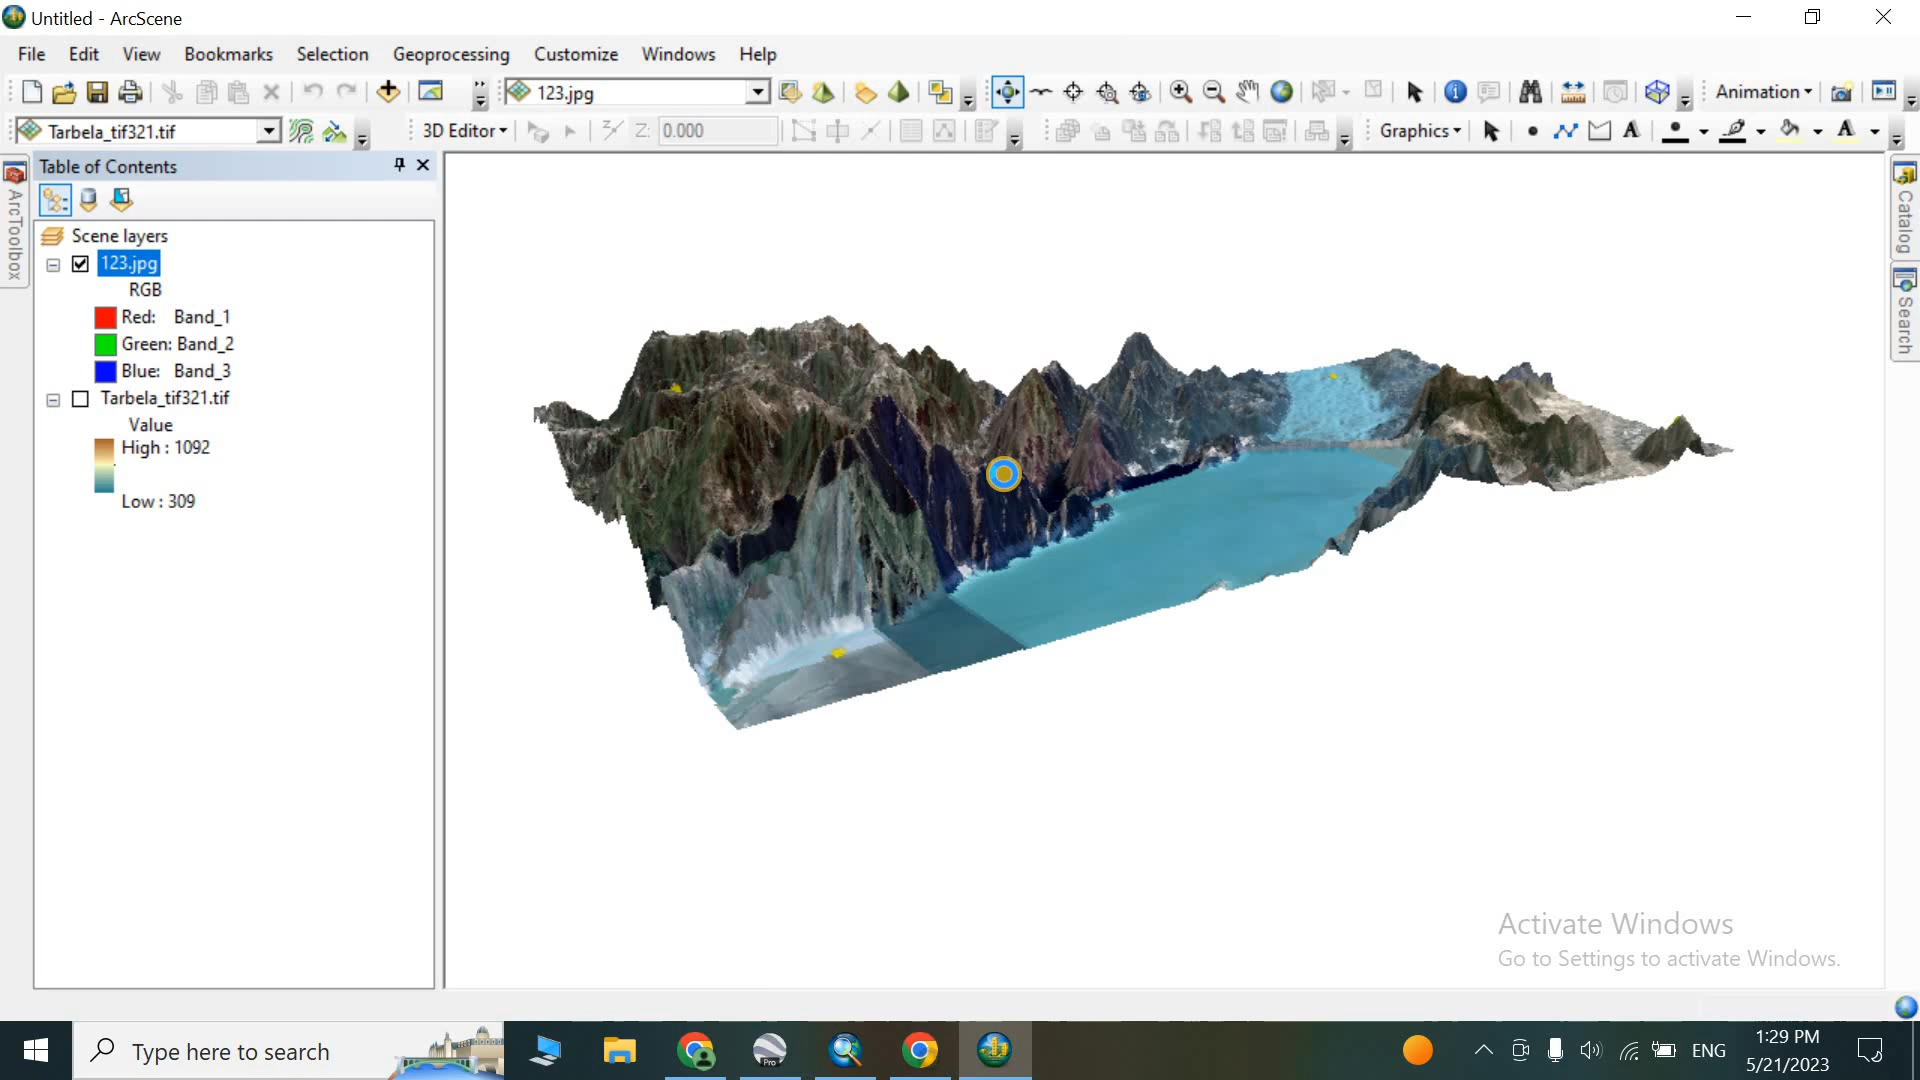 Untitled - ArcScene
File Edit View Bookmarks Selection Geoprocessing Customize Windows Help
123.jpg
Animation
Tarbela_tif321.tif
3D Editor
Z: 0.000
Graphics
Table of Contents
ArcToolbox
Catalog
Search
Scene layers
123.jpg
RGB
Red: Band_1
Green: Band_2
Blue: Band_3
Tarbela_tif321.tif
Value
High : 1092
Low : 309
Activate Windows
Go to Settings to activate Windows.
Type here to search
Pro
ENG
1:29 PM
5/21/2023